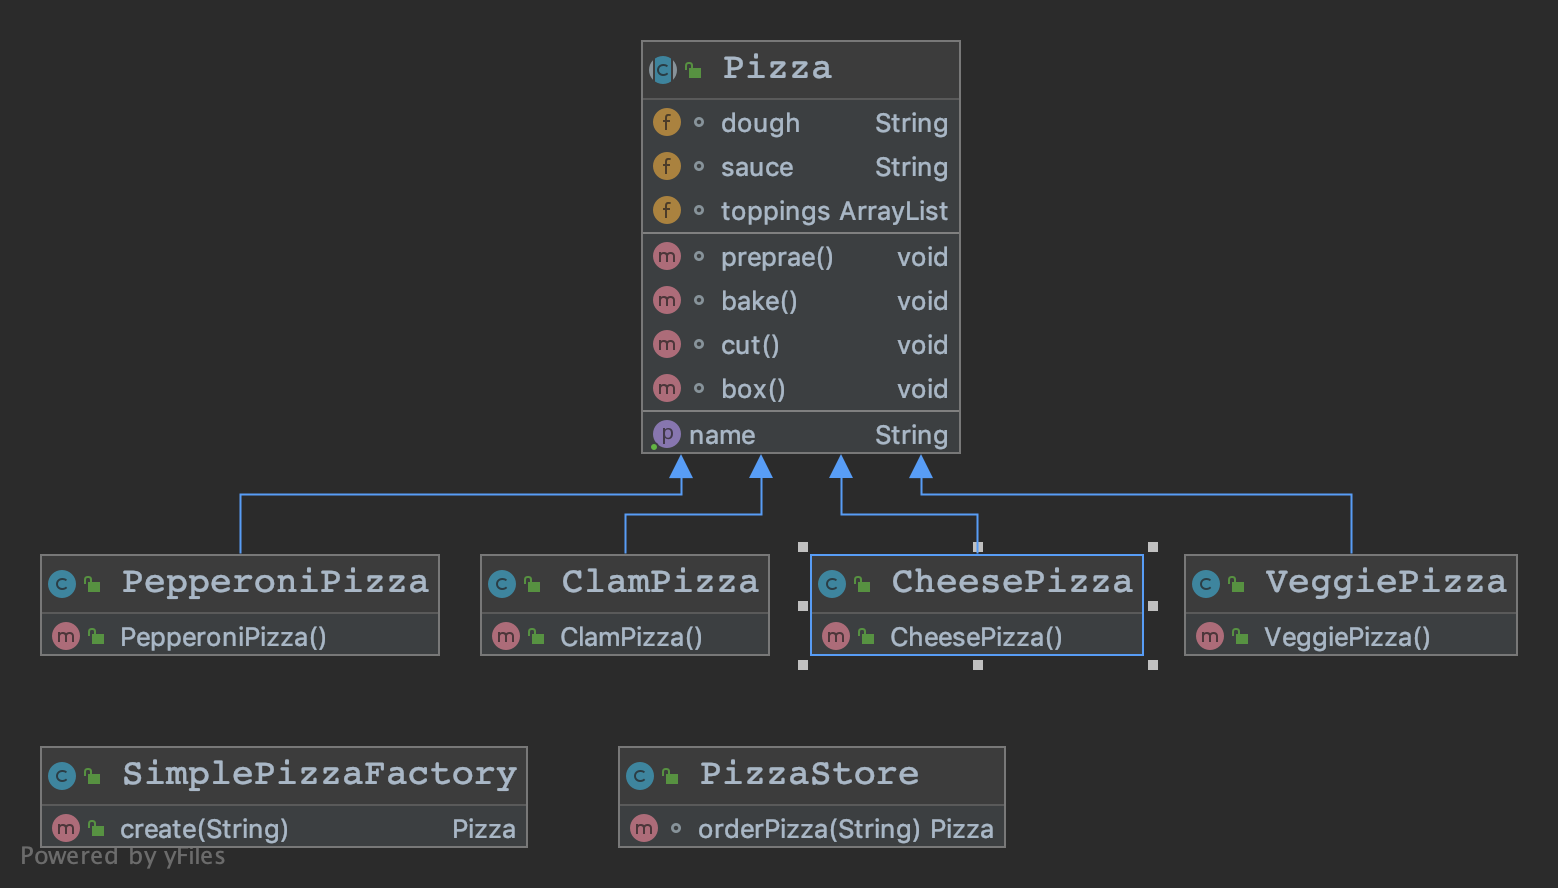 Pizza
dough String
sauce String
toppings ArrayList
preprae() void
bake() void
cut() void
box() void
name String
PepperoniPizza
PepperoniPizza()
ClamPizza
ClamPizza()
CheesePizza
CheesePizza()
VeggiePizza
VeggiePizza()
SimplePizzaFactory
create(String) Pizza
PizzaStore
orderPizza(String) Pizza
Powered by yFiles